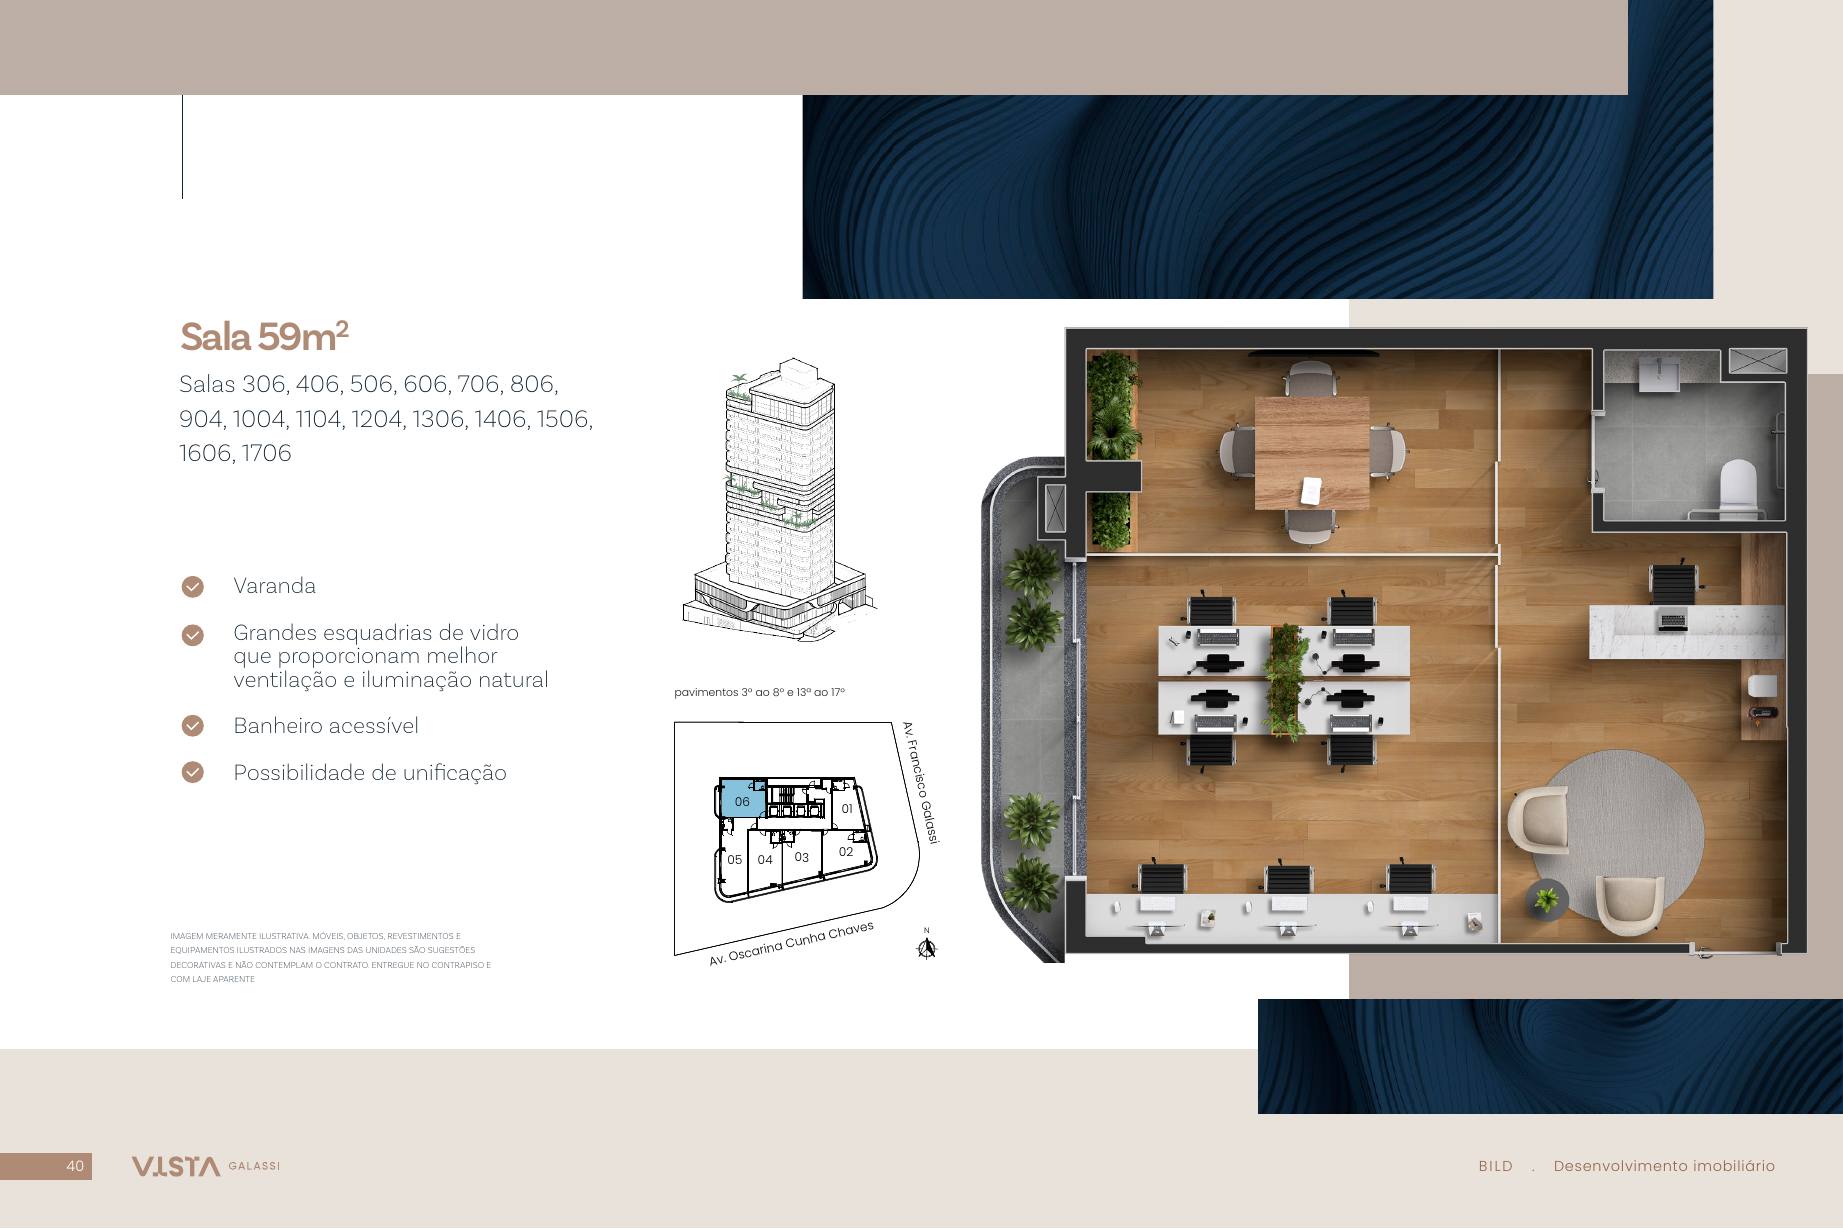 Sala 59m²
Salas 306, 406, 506, 606, 706, 806,
904, 1004, 1104, 1204, 1306, 1406, 1506,
1606, 1706
Varanda
Grandes esquadrias de vidro
que proporcionam melhor
ventilação e iluminação natural
Banheiro acessível
Possibilidade de unificação
IMAGEM MERAMENTE ILUSTRATIVA. MÓVEIS, OBJETOS, REVESTIMENTOS E
EQUIPAMENTOS ILUSTRADOS NAS IMAGENS DAS UNIDADES SÃO SUGESTÕES
DECORATIVAS E NÃO CONTEMPLAM O CONTRATO. ENTREGUE NO CONTRAPISO E
COM LAJE APARENTE
pavimentos 3º ao 8º e 13º ao 17º
Av. Francisco Galassi
06
01
05
04
03
02
Av. Oscarina Cunha Chaves
N
40
VISTA GALASSI
BILD . Desenvolvimento imobiliário